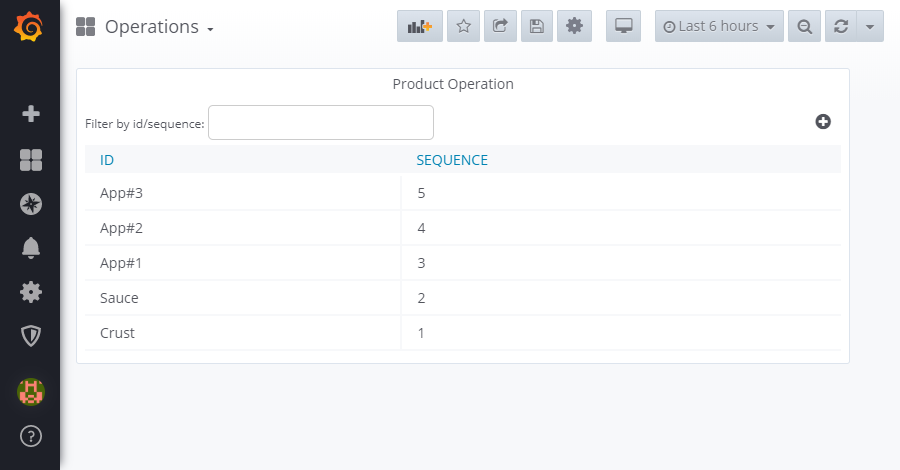 Operations
Last 6 hours
Product Operation
Filter by id/sequence:
ID SEQUENCE
App#3 5
App#2 4
App#1 3
Sauce 2
Crust 1